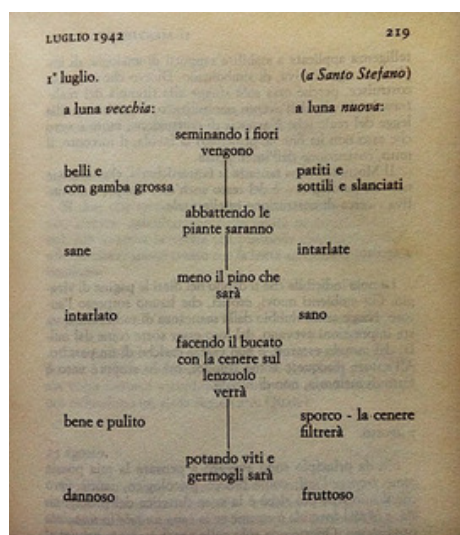 LUGLIO 1942 219
1° luglio. (a Santo Stefano)
a luna vecchia: a luna nuova:
seminando i fiori
vengono
belli e patiti e
con gamba grossa sottili e slanciati
abbattendo le
piante saranno
sane intarlate
meno il pino che
sarà
intarlato sano
facendo il bucato
con la cenere sul
lenzuolo
verrà
bene e pulito sporco - la cenere
filtrerà
potando viti e
germogli sarà
dannoso fruttoso